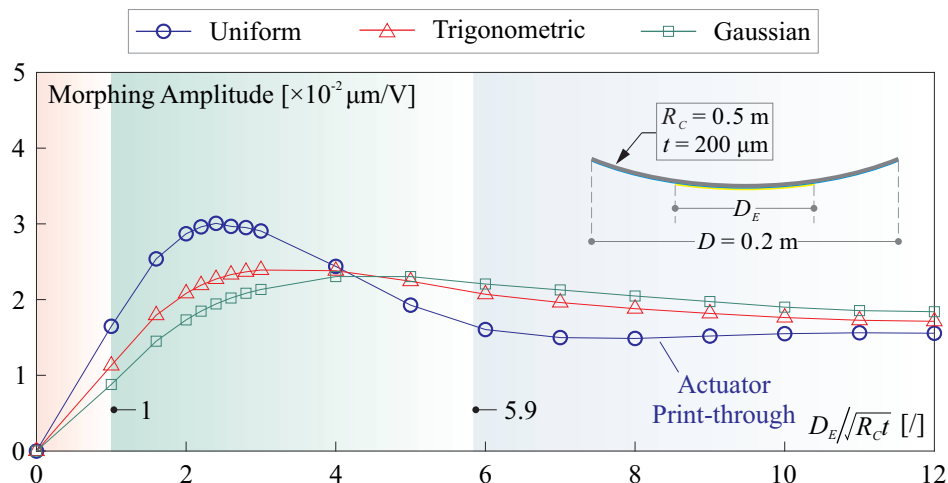 Uniform Trigonometric Gaussian
5
Morphing Amplitude [×10⁻² μm/V]
4
3
2
1
0
R_C = 0.5 m
t = 200 μm
D_E
D = 0.2 m
Actuator
Print-through
1
5.9
D_E/√(R_C t) [/]
0 2 4 6 8 10 12